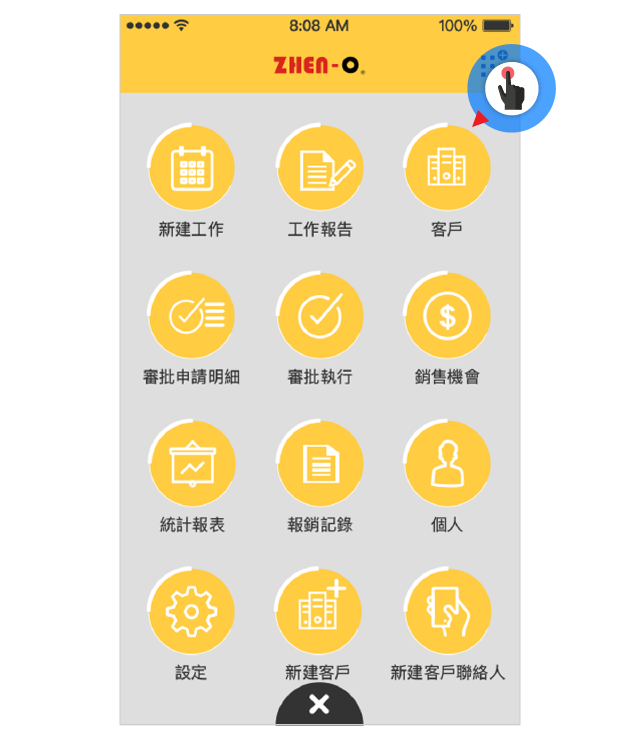 8:08 AM 100%
ZHEN-O®
新建工作 工作報告 客戶
審批申請明細 審批執行 銷售機會
統計報表 報銷記錄 個人
設定 新建客戶 新建客戶聯絡人